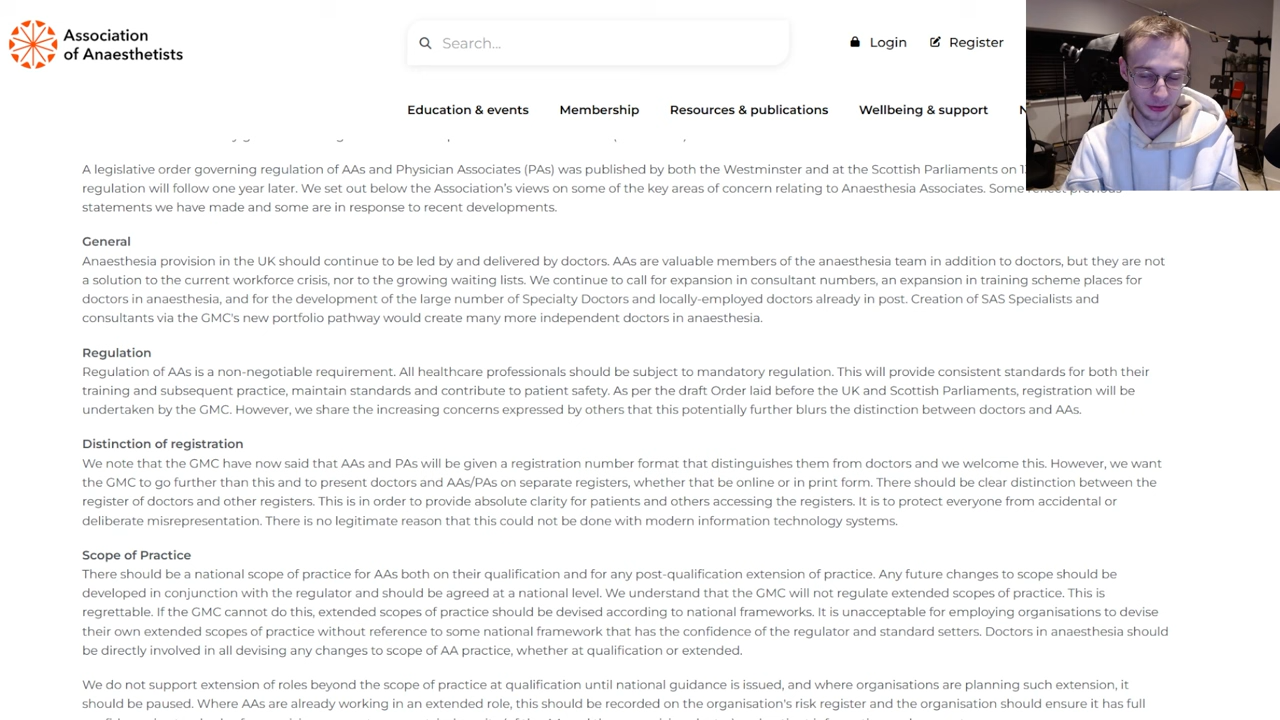 Association
of Anaesthetists
Search...
Login
Register
Education & events
Membership
Resources & publications
Wellbeing & support
A legislative order governing regulation of AAs and Physician Associates (PAs) was published by both the Westminster and at the Scottish Parliaments on
regulation will follow one year later. We set out below the Association's views on some of the key areas of concern relating to Anaesthesia Associates. Some reflect previous
statements we have made and some are in response to recent developments.
General
Anaesthesia provision in the UK should continue to be led by and delivered by doctors. AAs are valuable members of the anaesthesia team in addition to doctors, but they are not
a solution to the current workforce crisis, nor to the growing waiting lists. We continue to call for expansion in consultant numbers, an expansion in training scheme places for
doctors in anaesthesia, and for the development of the large number of Specialty Doctors and locally-employed doctors already in post. Creation of SAS Specialists and
consultants via the GMC's new portfolio pathway would create many more independent doctors in anaesthesia.
Regulation
Regulation of AAs is a non-negotiable requirement. All healthcare professionals should be subject to mandatory regulation. This will provide consistent standards for both their
training and subsequent practice, maintain standards and contribute to patient safety. As per the draft Order laid before the UK and Scottish Parliaments, registration will be
undertaken by the GMC. However, we share the increasing concerns expressed by others that this potentially further blurs the distinction between doctors and AAs.
Distinction of registration
We note that the GMC have now said that AAs and PAs will be given a registration number format that distinguishes them from doctors and we welcome this. However, we want
the GMC to go further than this and to present doctors and AAs/PAs on separate registers, whether that be online or in print form. There should be clear distinction between the
register of doctors and other registers. This is in order to provide absolute clarity for patients and others accessing the registers. It is to protect everyone from accidental or
deliberate misrepresentation. There is no legitimate reason that this could not be done with modern information technology systems.
Scope of Practice
There should be a national scope of practice for AAs both on their qualification and for any post-qualification extension of practice. Any future changes to scope should be
developed in conjunction with the regulator and should be agreed at a national level. We understand that the GMC will not regulate extended scopes of practice. This is
regrettable. If the GMC cannot do this, extended scopes of practice should be devised according to national frameworks. It is unacceptable for employing organisations to devise
their own extended scopes of practice without reference to some national framework that has the confidence of the regulator and standard setters. Doctors in anaesthesia should
be directly involved in all devising any changes to scope of AA practice, whether at qualification or extended.
We do not support extension of roles beyond the scope of practice at qualification until national guidance is issued, and where organisations are planning such extension, it
should be paused. Where AAs are already working in an extended role, this should be recorded on the organisation's risk register and the organisation should ensure it has full